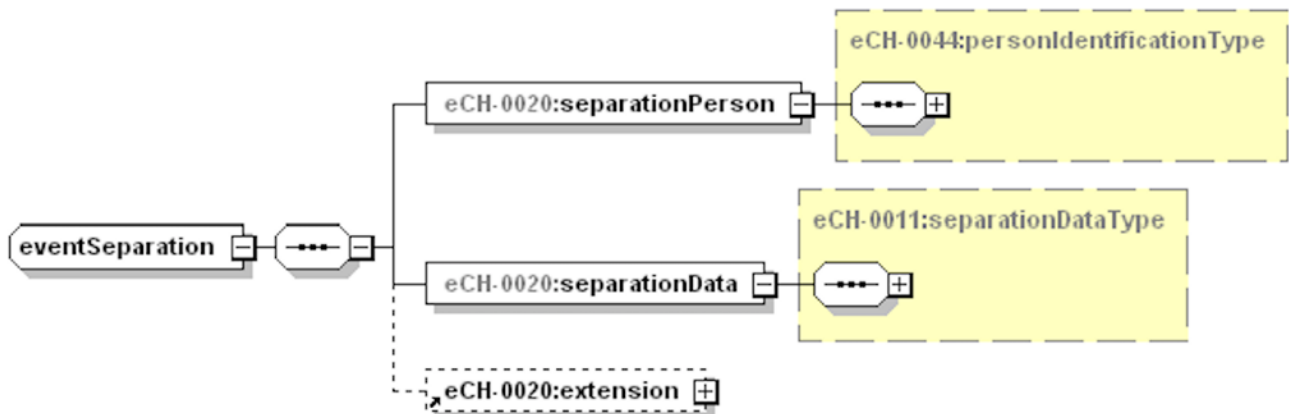 eCH-0044:personIdentificationType
eCH-0020:separationPerson
eventSeparation
eCH-0011:separationDataType
eCH-0020:separationData
eCH-0020:extension